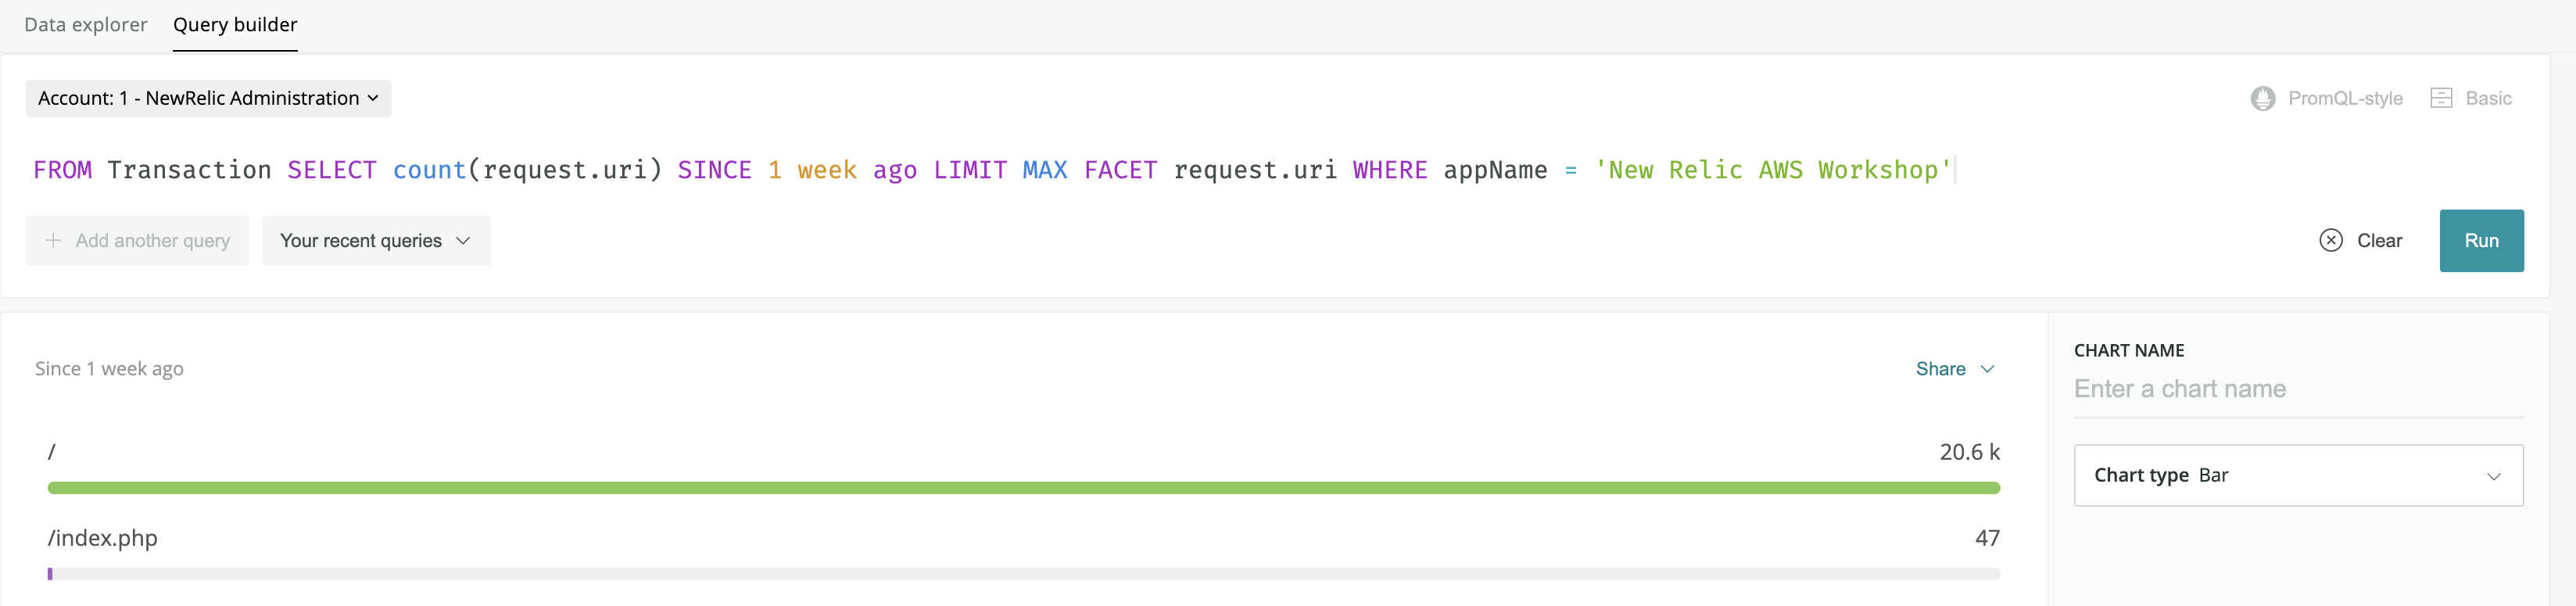 Data explorer Query builder
Account: 1 - NewRelic Administration PromQL-style Basic
FROM Transaction SELECT count(request.uri) SINCE 1 week ago LIMIT MAX FACET request.uri WHERE appName = 'New Relic AWS Workshop'
+ Add another query Your recent queries Clear Run
Since 1 week ago Share
/ 20.6 k
/index.php 47
CHART NAME
Enter a chart name
Chart type Bar